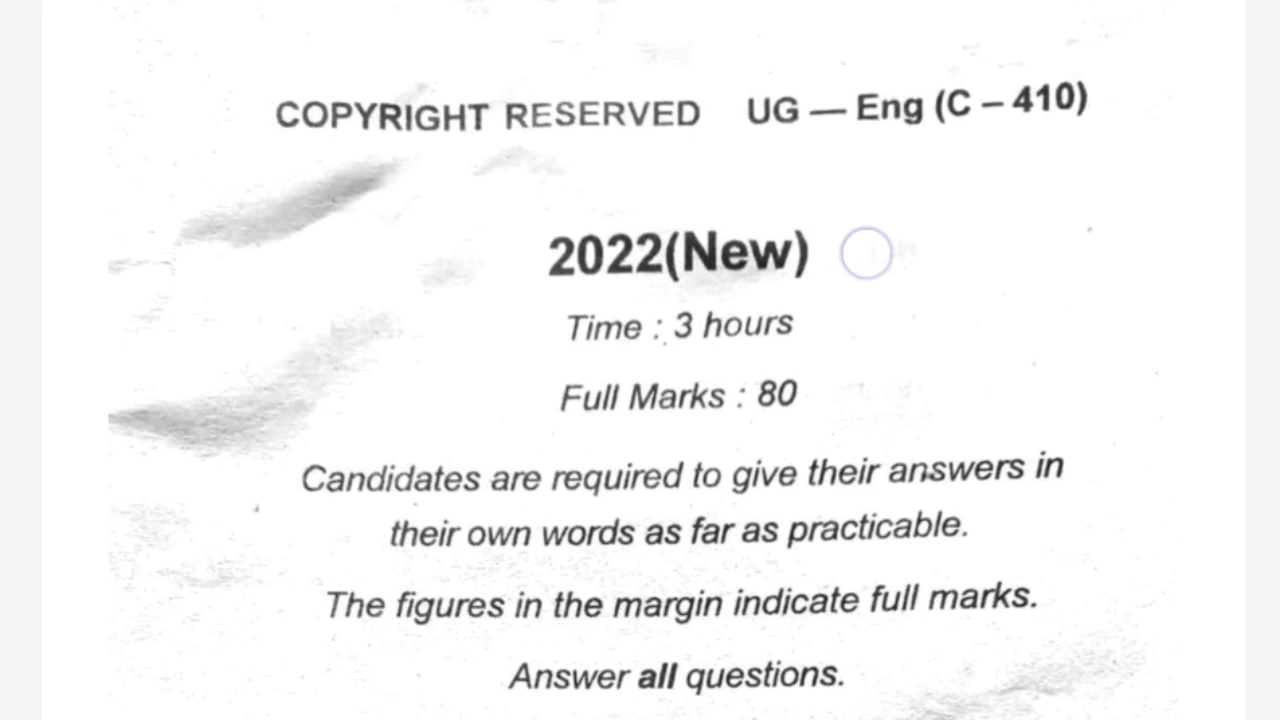 COPYRIGHT RESERVED UG — Eng (C – 410)
2022(New)
Time : 3 hours
Full Marks : 80
Candidates are required to give their answers in
their own words as far as practicable.
The figures in the margin indicate full marks.
Answer all questions.